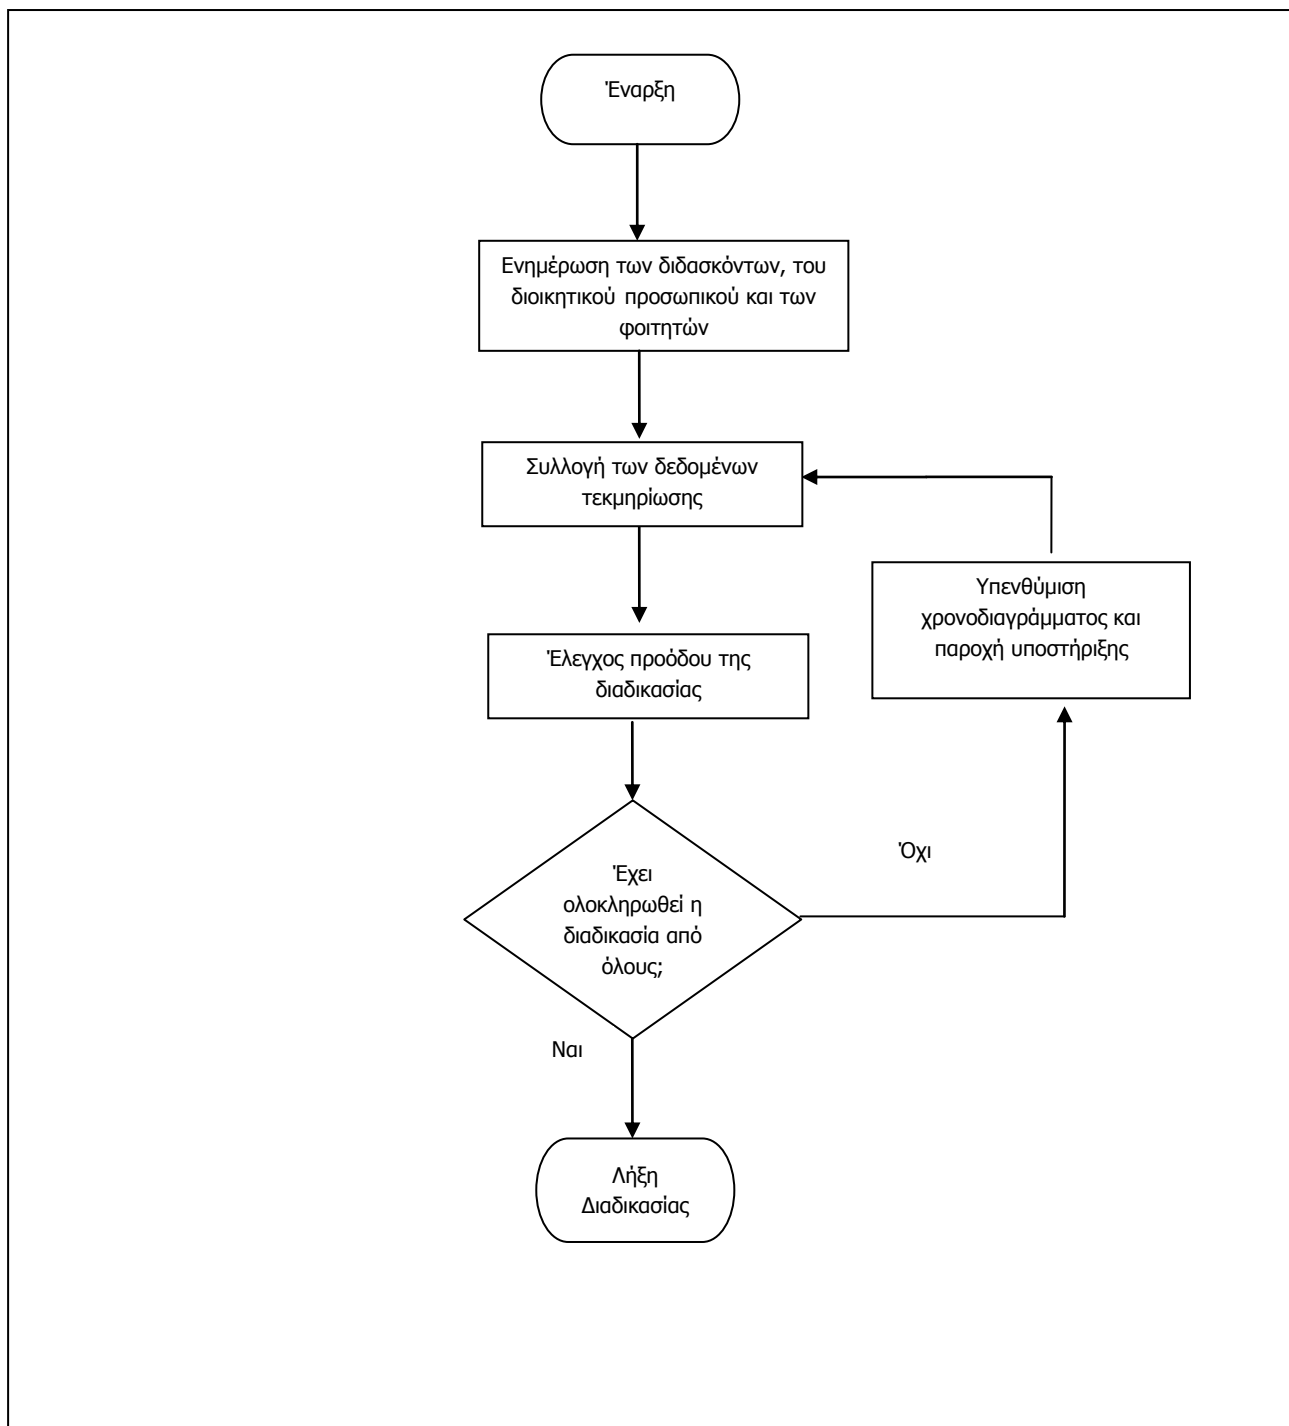 Έναρξη
Ενημέρωση των διδασκόντων, του
διοικητικού προσωπικού και των
φοιτητών
Συλλογή των δεδομένων
τεκμηρίωσης
Υπενθύμιση
χρονοδιαγράμματος και
παροχή υποστήριξης
Έλεγχος προόδου της
διαδικασίας
Όχι
Έχει
ολοκληρωθεί η
διαδικασία από
όλους;
Ναι
Λήξη
Διαδικασίας